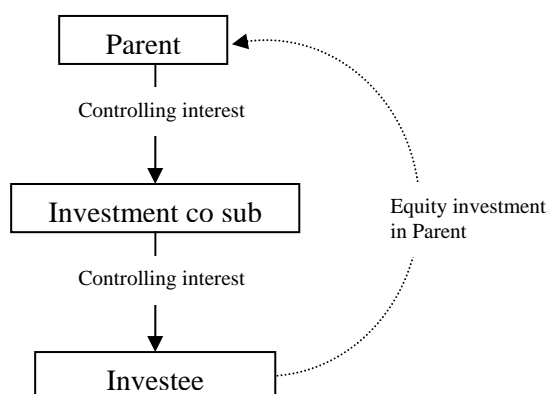 Parent
Controlling interest
Investment co sub
Equity investment
in Parent
Controlling interest
Investee